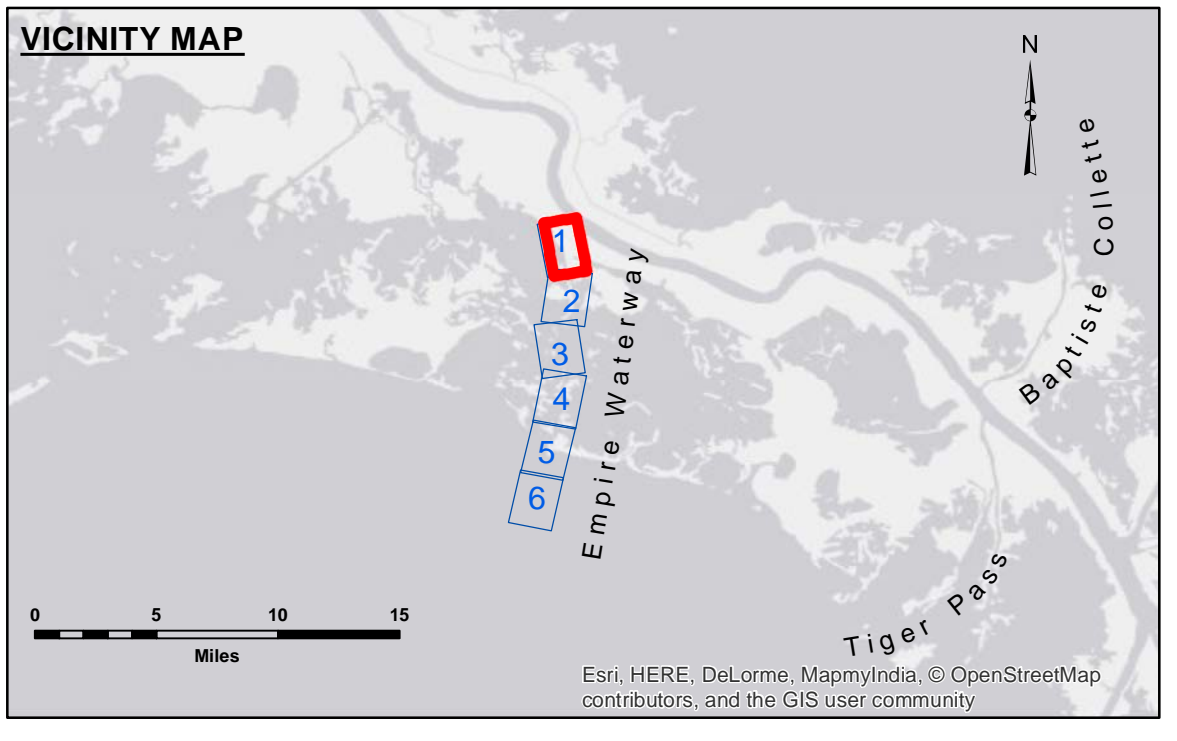 VICINITY MAP
N
Baptiste Collette
1
2
Empire Waterway
3
4
5
6
Tiger Pass
0 5 10 15
Miles
Esri, HERE, DeLorme, MapmyIndia, © OpenStreetMap
contributors, and the GIS user community